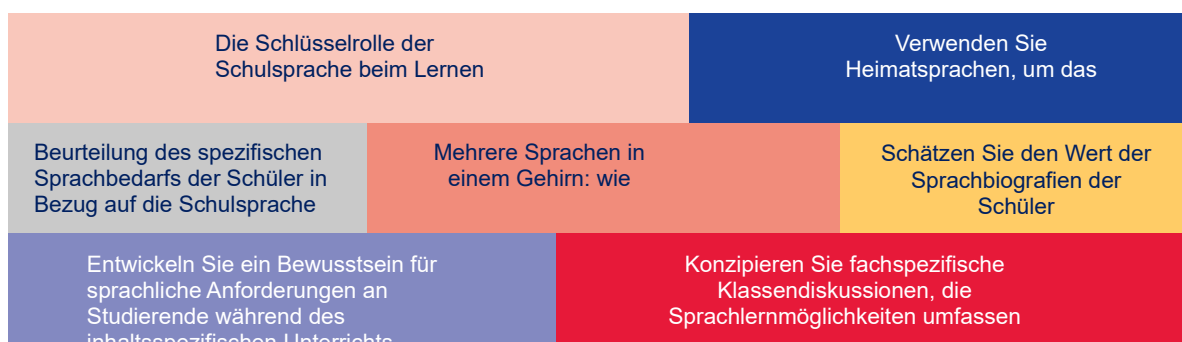 Die Schlüsselrolle der
Schulsprache beim Lernen
Verwenden Sie
Heimatsprachen, um das
Beurteilung des spezifischen
Sprachbedarfs der Schüler in
Bezug auf die Schulsprache
Mehrere Sprachen in
einem Gehirn: wie
Schätzen Sie den Wert der
Sprachbiografien der
Schüler
Entwickeln Sie ein Bewusstsein für
sprachliche Anforderungen an
Studierende während des
inhaltsspezifischen Unterrichts
Konzipieren Sie fachspezifische
Klassendiskussionen, die
Sprachlernmöglichkeiten umfassen